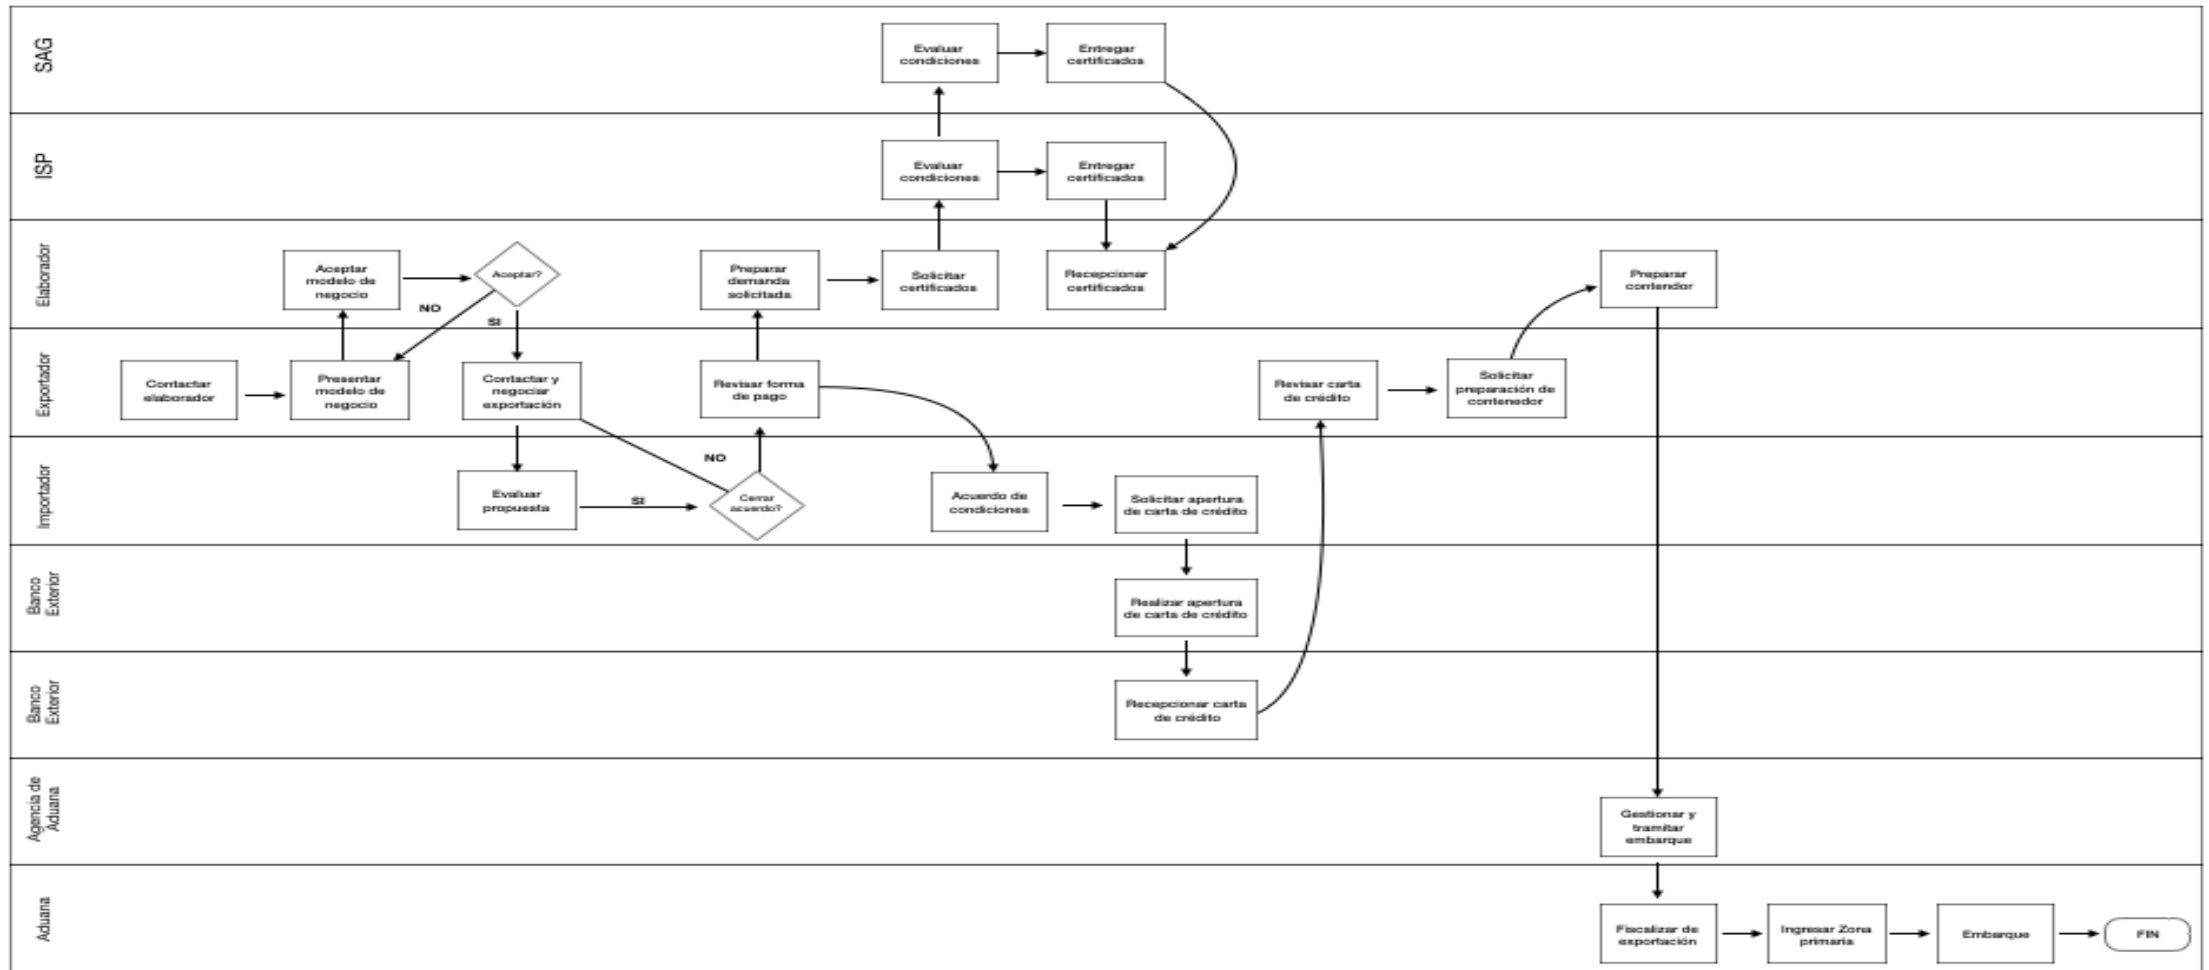 SAG
Evaluar
condiciones
Entregar
certificados
ISP
Evaluar
condiciones
Entregar
certificados
Elaborador
Aceptar
modelo de
negocio
Aceptar?
NO
SI
Preparar
demanda
solicitada
Solicitar
certificados
Recepcionar
certificados
Preparar
contendor
Exportador
Contactar
elaborador
Presentar
modelo de
negocio
Contactar y
negociar
exportación
Revisar forma
de pago
Revisar carta
de crédito
Solicitar
preparación de
contenedor
Importador
Evaluar
propuesta
SI
NO
Cerrar
acuerdo?
Acuerdo de
condiciones
Solicitar apertura
de carta de crédito
Banco
Exterior
Realizar apertura
de carta de crédito
Banco
Exterior
Recepcionar carta
de crédito
Agencia de
Aduana
Gestionar y
tramitar
embarque
Aduana
Fiscalizar de
exportación
Ingresar Zona
primaria
Embarque
FIN